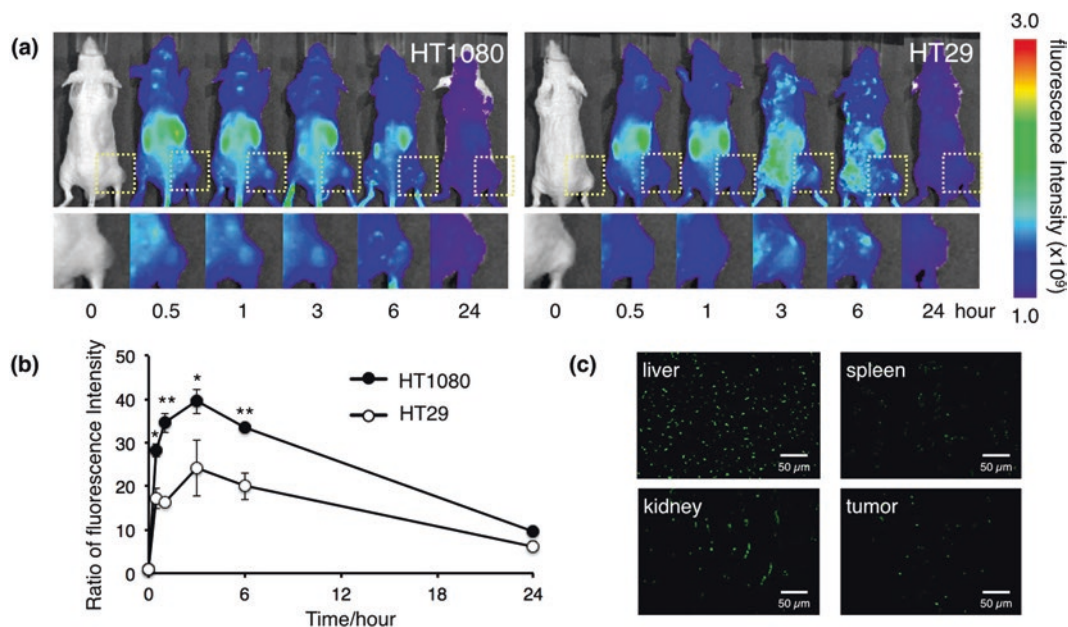 (a)
HT1080
HT29
0 0.5 1 3 6 24
0 0.5 1 3 6 24 hour
3.0
fluorescence Intensity (x10⁹)
1.0
(b)
Ratio of fluorescence Intensity
50
40
30
20
10
0
* ** * **
HT1080
HT29
0 6 12 18 24
Time/hour
(c)
liver
50 µm
spleen
50 µm
kidney
50 µm
tumor
50 µm